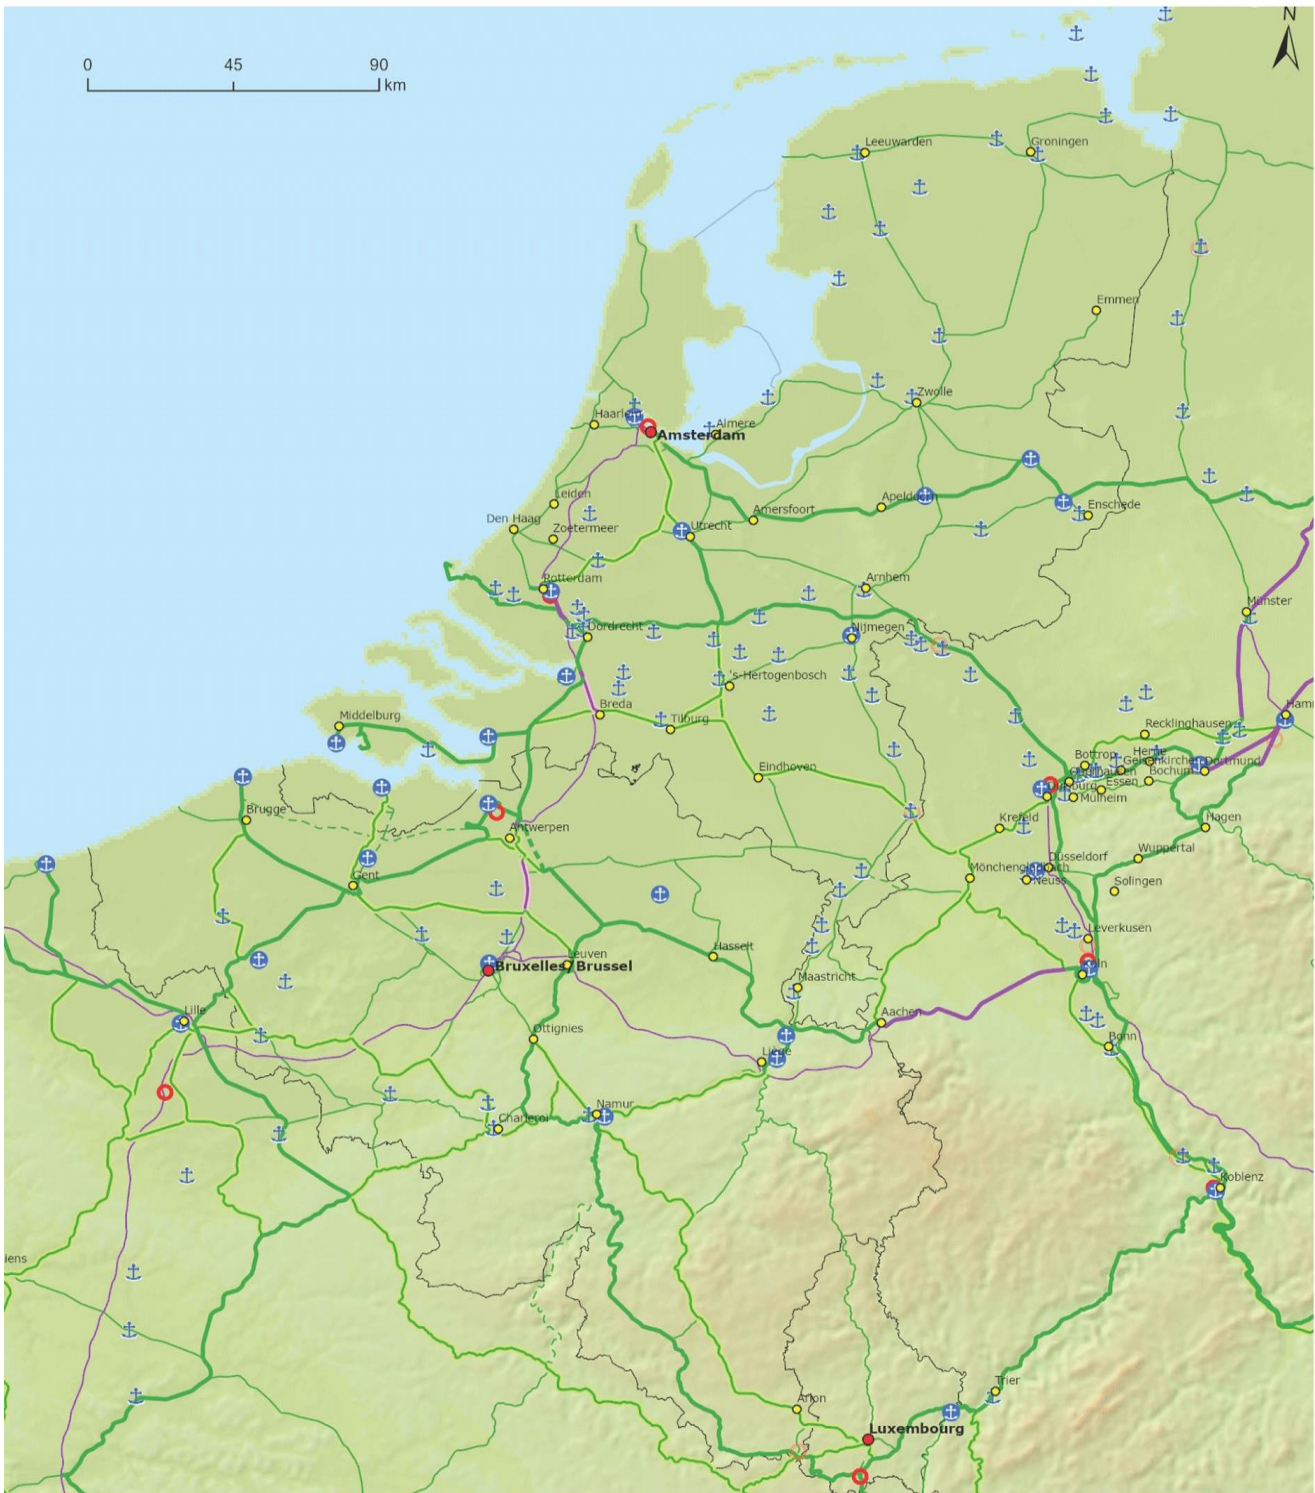 N
0 45 90
km
Leeuwarden
Groningen
Emmen
Zwolle
Almere
Amsterdam
Leiden
Apeldoorn
Enschede
Den Haag
Amersfoort
Zoetermeer
Utrecht
Rotterdam
Arnhem
Münster
Dordrecht
Nijmegen
's-Hertogenbosch
Breda
Middelburg
Tilburg
Recklinghausen
Bottrop
Herne
Dortmund
Bochum
Essen
Mülheim
Eindhoven
Brugge
Krefeld
Hagen
Antwerpen
Wuppertal
Düsseldorf
Gent
Neuss
Solingen
Leverkusen
Hasselt
Leuven
Bruxelles/ Brussel
Maastricht
Lille
Aachen
Ottignies
Bonn
Liège
Namur
Charleroi
Koblenz
iens
Trier
Arlon
Luxembourg